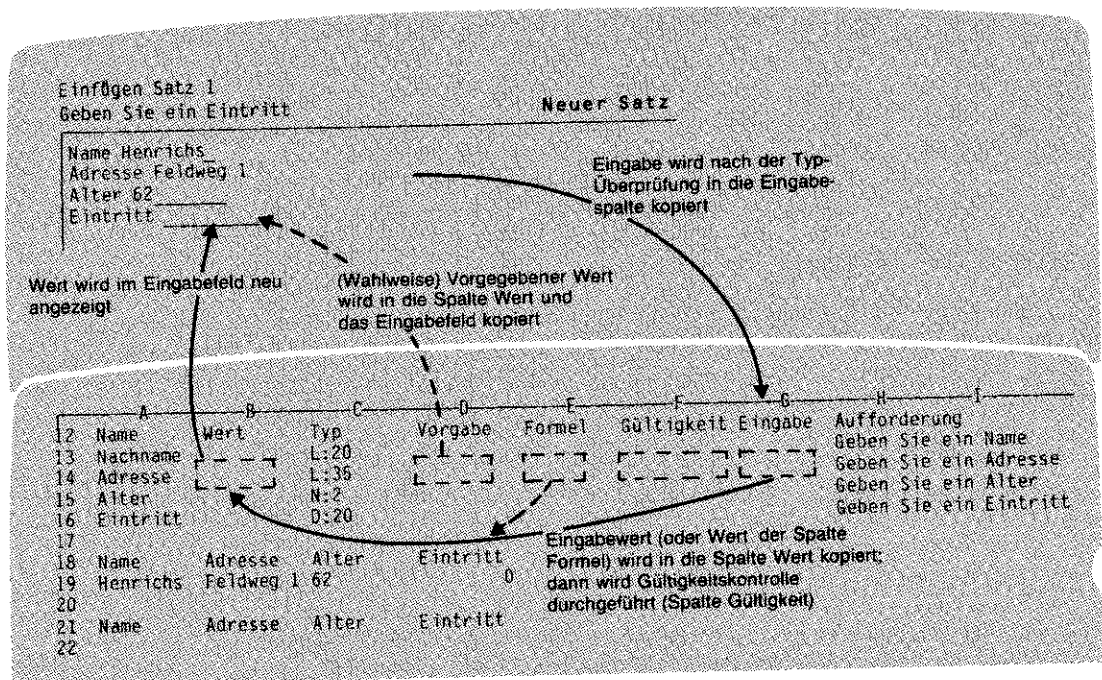 Einfügen Satz 1
Geben Sie ein Eintritt Neuer Satz
Name Henrichs_
Adresse Feldweg 1
Alter 62
Eintritt
Eingabe wird nach der Typ-
Überprüfung in die Eingabe-
spalte kopiert
Wert wird im Eingabefeld neu
angezeigt
(Wahlweise) Vorgegebener Wert
wird in die Spalte Wert und
das Eingabefeld kopiert
A B C D E F G H I
12 Name Wert Typ Vorgabe Formel Gültigkeit Eingabe Aufforderung
13 Nachname L:20 Geben Sie ein Name
14 Adresse L:35 Geben Sie ein Adresse
15 Alter N:2 Geben Sie ein Alter
16 Eintritt D:20 Geben Sie ein Eintritt
17
18 Name Adresse Alter Eintritt
19 Henrichs Feldweg 1 62 0
20
21 Name Adresse Alter Eintritt
22
Eingabewert (oder Wert der Spalte
Formel) wird in die Spalte Wert kopiert;
dann wird Gültigkeitskontrolle
durchgeführt (Spalte Gültigkeit)